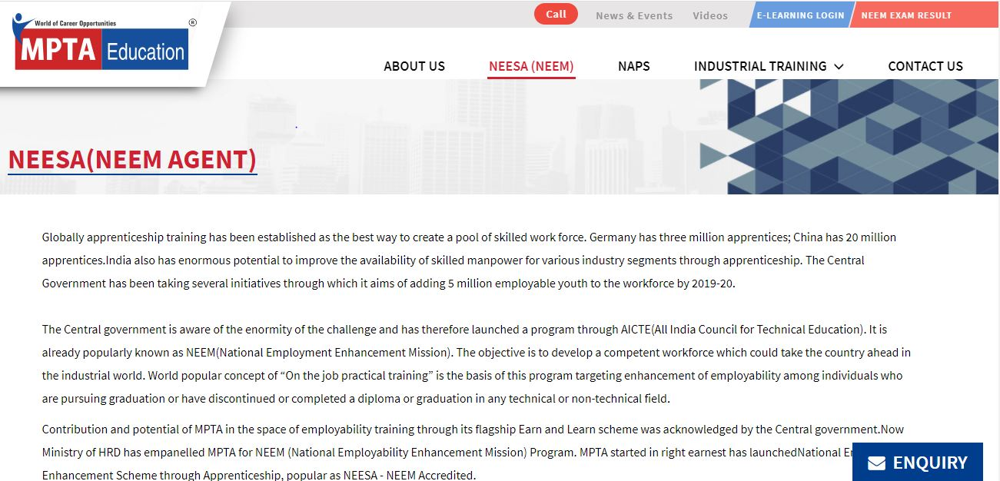 World of Career Opportunities ®
MPTA Education
Call News & Events Videos E-LEARNING LOGIN NEEM EXAM RESULT
ABOUT US NEESA (NEEM) NAPS INDUSTRIAL TRAINING CONTACT US
NEESA(NEEM AGENT)
Globally apprenticeship training has been established as the best way to create a pool of skilled work force. Germany has three million apprentices; China has 20 million
apprentices.India also has enormous potential to improve the availability of skilled manpower for various industry segments through apprenticeship. The Central
Government has been taking several initiatives through which it aims of adding 5 million employable youth to the workforce by 2019-20.
The Central government is aware of the enormity of the challenge and has therefore launched a program through AICTE(All India Council for Technical Education). It is
already popularly known as NEEM(National Employment Enhancement Mission). The objective is to develop a competent workforce which could take the country ahead in
the industrial world. World popular concept of “On the job practical training” is the basis of this program targeting enhancement of employability among individuals who
are pursuing graduation or have discontinued or completed a diploma or graduation in any technical or non-technical field.
Contribution and potential of MPTA in the space of employability training through its flagship Earn and Learn scheme was acknowledged by the Central government.Now
Ministry of HRD has empanelled MPTA for NEEM (National Employability Enhancement Mission) Program. MPTA started in right earnest has launchedNational
Enhancement Scheme through Apprenticeship, popular as NEESA - NEEM Accredited.
ENQUIRY